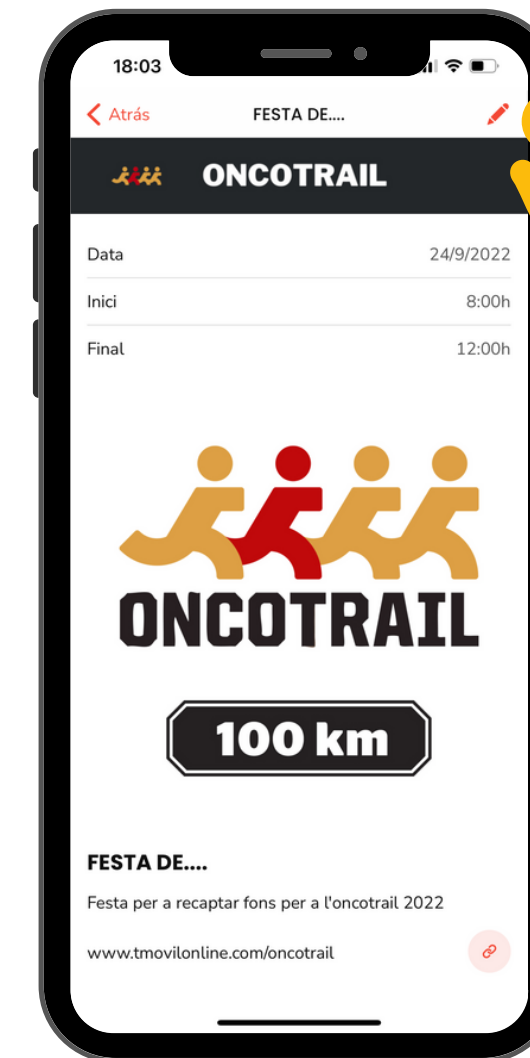 18:03
Atrás
FESTA DE....
ONCOTRAIL
Data 24/9/2022
Inici 8:00h
Final 12:00h
ONCOTRAIL
100 km
FESTA DE....
Festa per a recaptar fons per a l'oncotrail 2022
www.tmovilonline.com/oncotrail